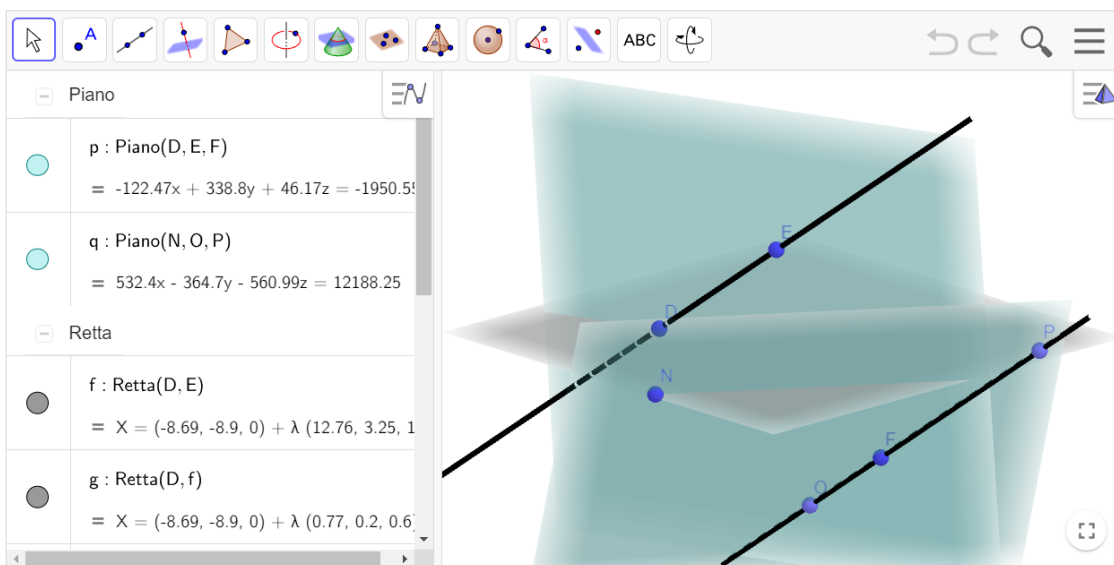 A
α
ABC
Piano
p : Piano(D, E, F)
= -122.47x + 338.8y + 46.17z = -1950.55
q : Piano(N, O, P)
= 532.4x - 364.7y - 560.99z = 12188.25
Retta
f : Retta(D, E)
= X = (-8.69, -8.9, 0) + λ (12.76, 3.25, 1
g : Retta(D, f)
= X = (-8.69, -8.9, 0) + λ (0.77, 0.2, 0.6
E
D
P
N
F
O